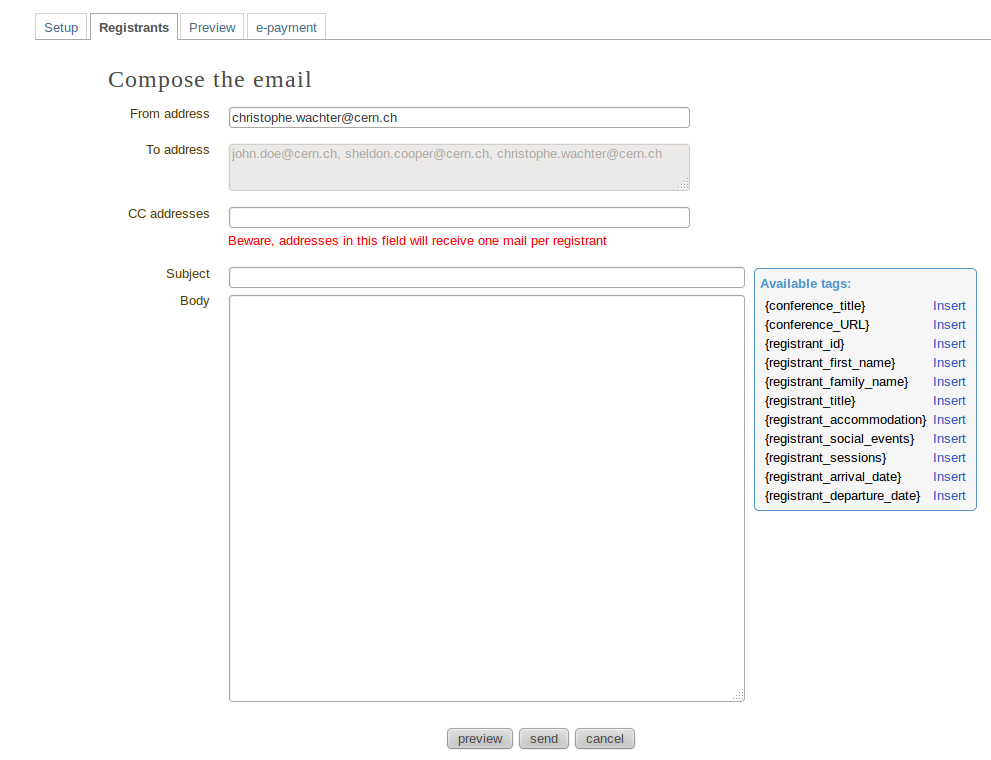 Setup Registrants Preview e-payment
Compose the email
From address christophe.wachter@cern.ch
To address john.doe@cern.ch, sheldon.cooper@cern.ch, christophe.wachter@cern.ch
CC addresses
Beware, addresses in this field will receive one mail per registrant
Subject
Body
Available tags:
{conference_title} Insert
{conference_URL} Insert
{registrant_id} Insert
{registrant_first_name} Insert
{registrant_family_name} Insert
{registrant_title} Insert
{registrant_accommodation} Insert
{registrant_social_events} Insert
{registrant_sessions} Insert
{registrant_arrival_date} Insert
{registrant_departure_date} Insert
preview send cancel